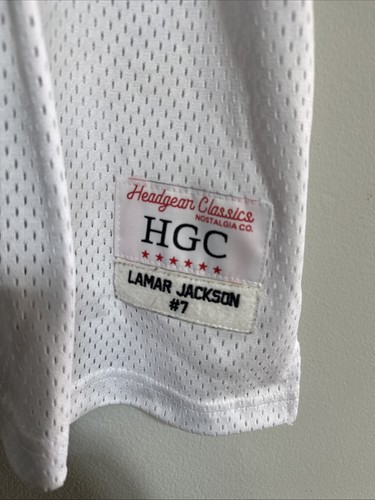 Headgear Classics
NOSTALGIA CO.
HGC
LAMAR JACKSON
#7